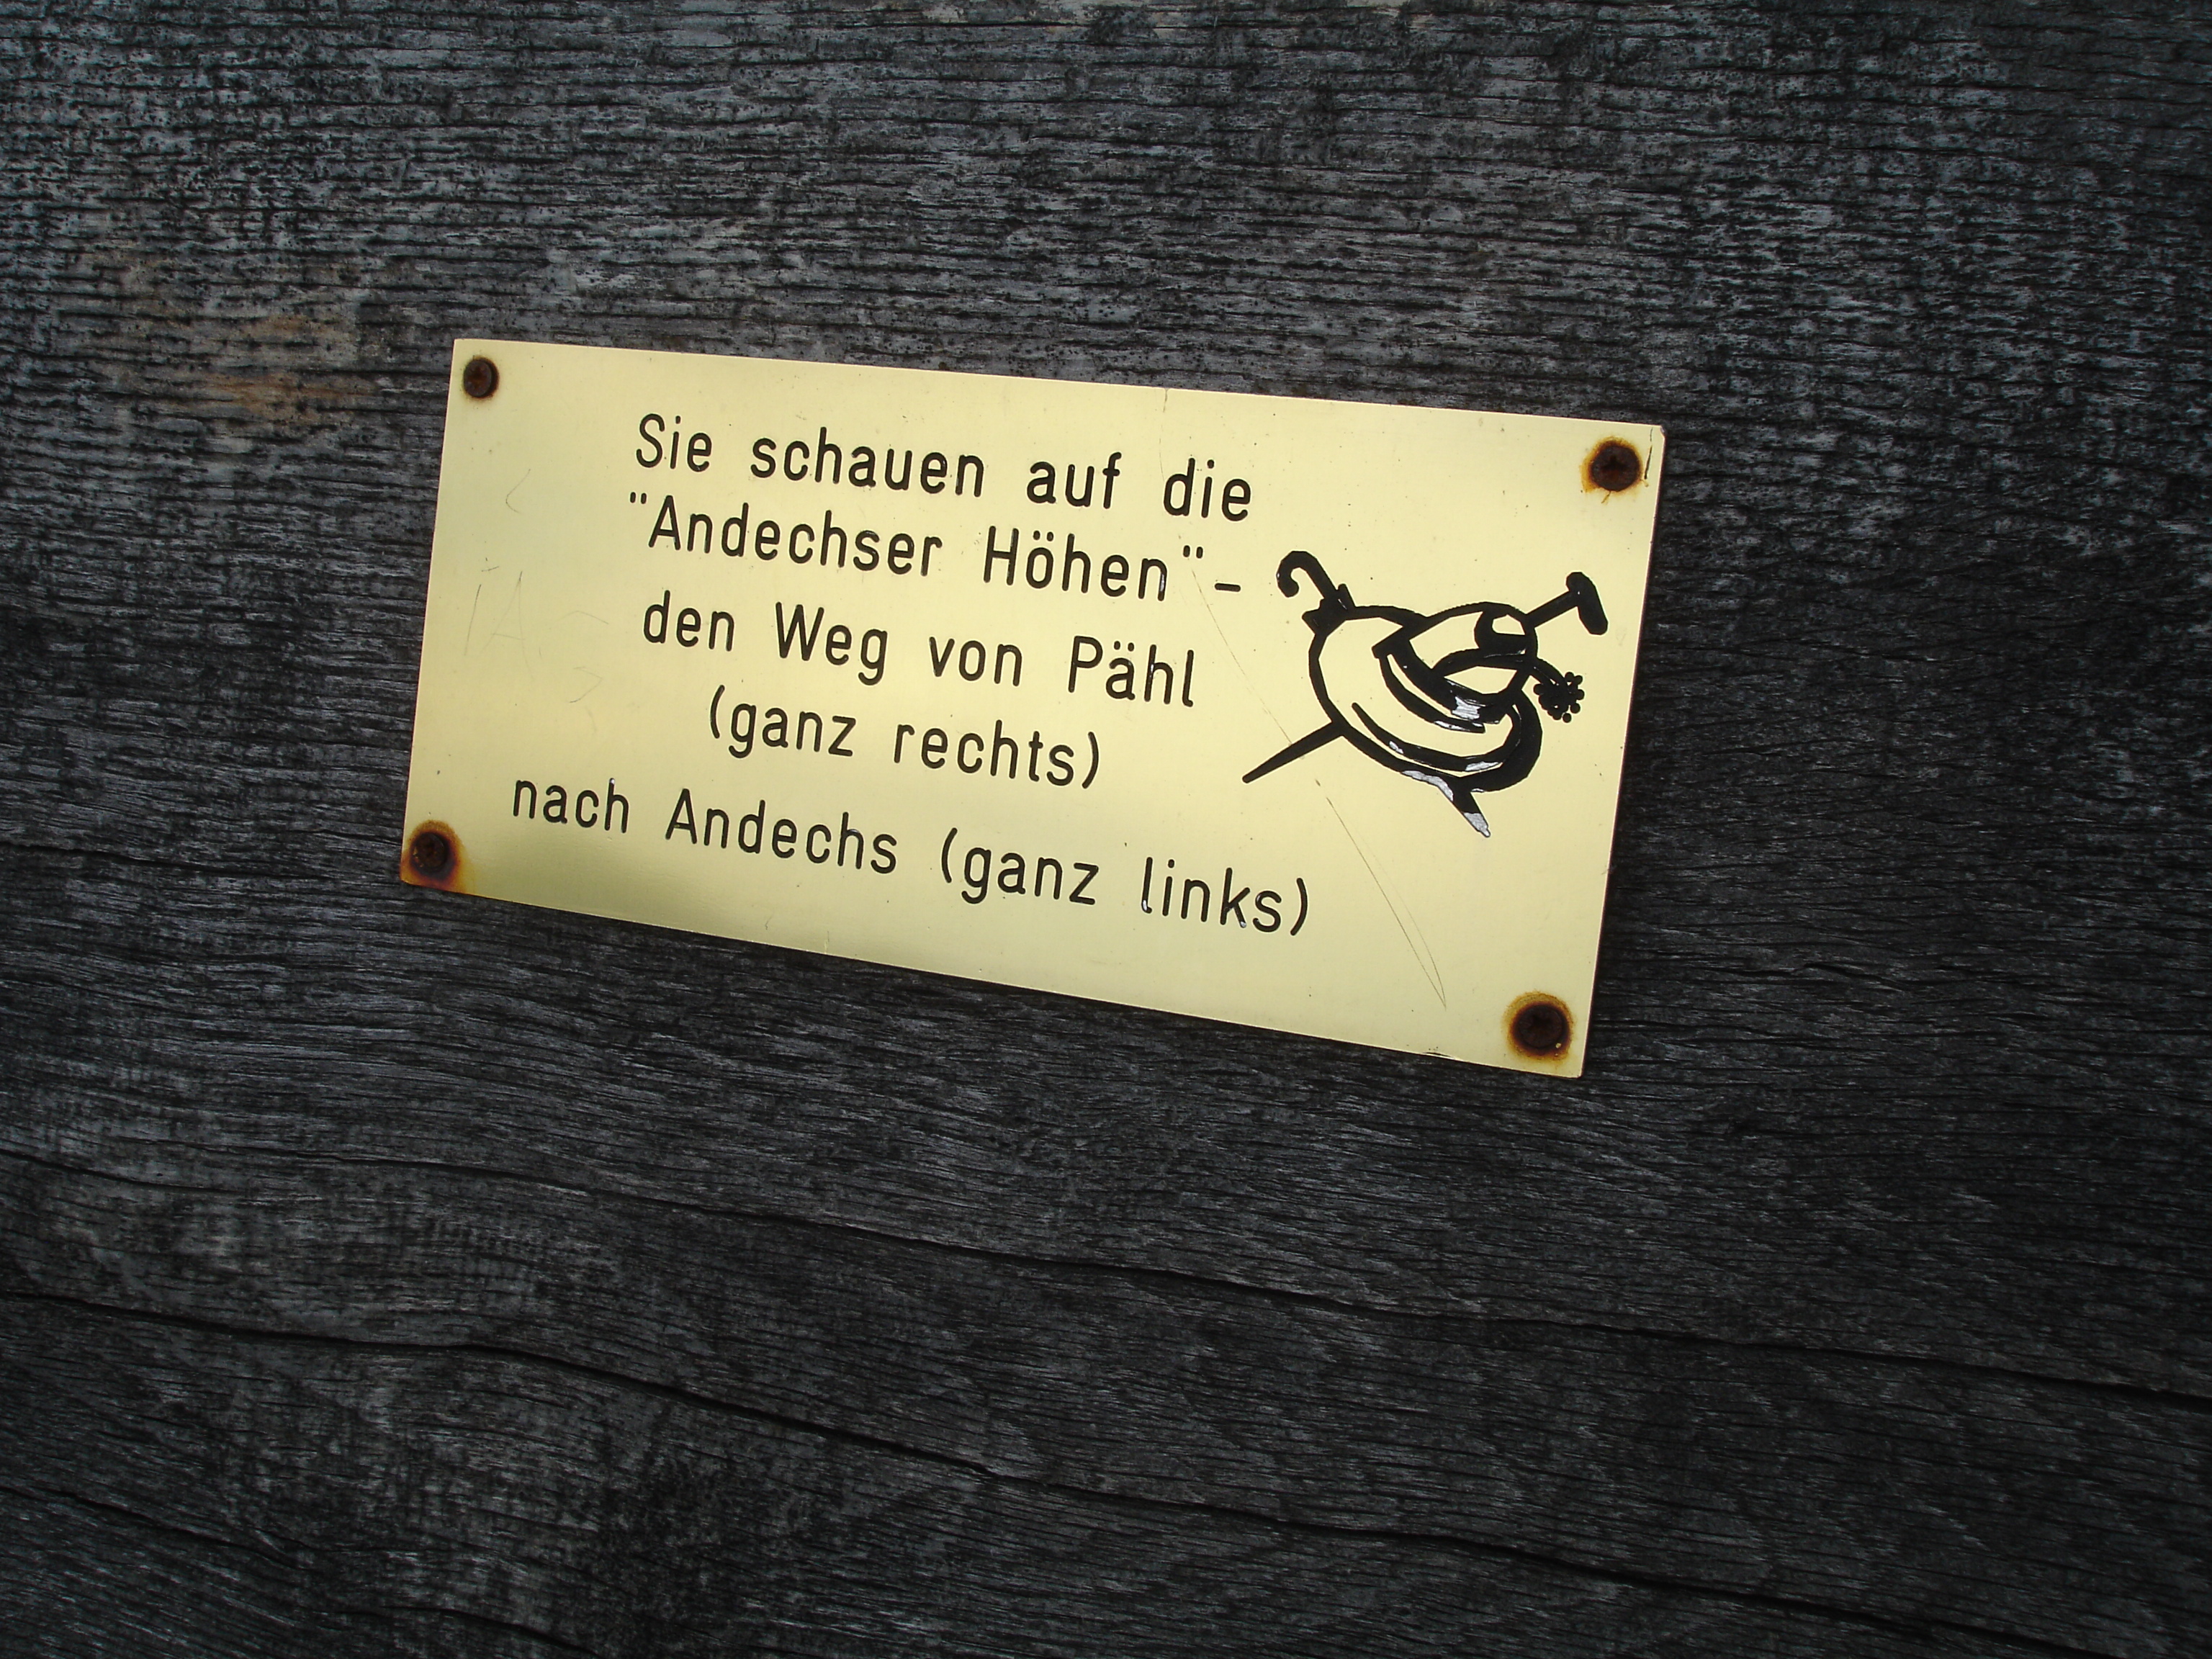 Sie schauen auf die
"Andechser Höhen"-
den Weg von Pähl
(ganz rechts)
nach Andechs (ganz links)